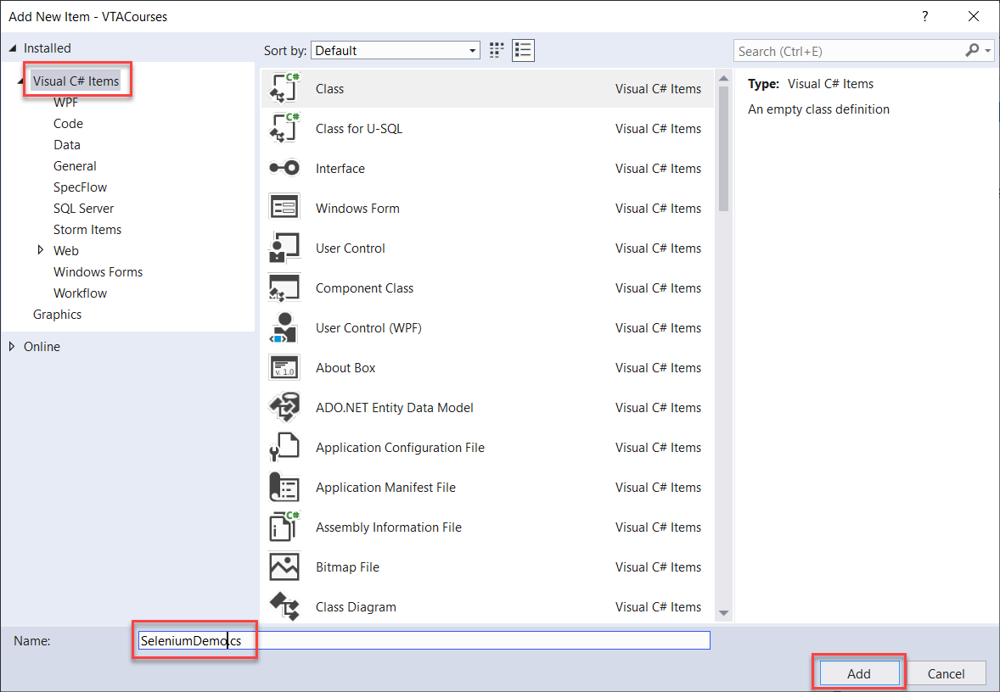 Add New Item - VTACourses ?
Installed
Visual C# Items
WPF
Code
Data
General
SpecFlow
SQL Server
Storm Items
Web
Windows Forms
Workflow
Graphics
Online
Sort by: Default
Search (Ctrl+E)
C# Class Visual C# Items
C# Class for U-SQL Visual C# Items
Interface Visual C# Items
Windows Form Visual C# Items
User Control Visual C# Items
Component Class Visual C# Items
User Control (WPF) Visual C# Items
v. 1.0 About Box Visual C# Items
ADO.NET Entity Data Model Visual C# Items
Application Configuration File Visual C# Items
Application Manifest File Visual C# Items
C# Assembly Information File Visual C# Items
Bitmap File Visual C# Items
Class Diagram Visual C# Items
Type: Visual C# Items
An empty class definition
Name: SeleniumDemo.cs
Add Cancel